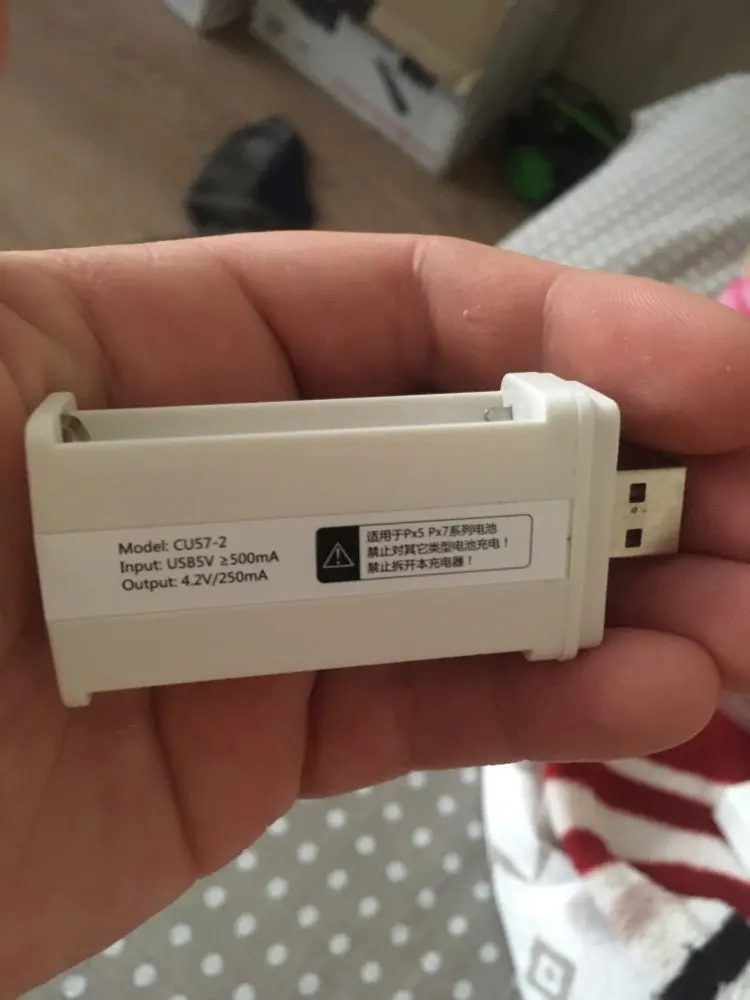 Model: CU57-2
Input: USB5V ≥500mA
Output: 4.2V/250mA
适用于Px5 Px7系列电池
禁止对其它类型电池充电！
禁止拆开本充电器！